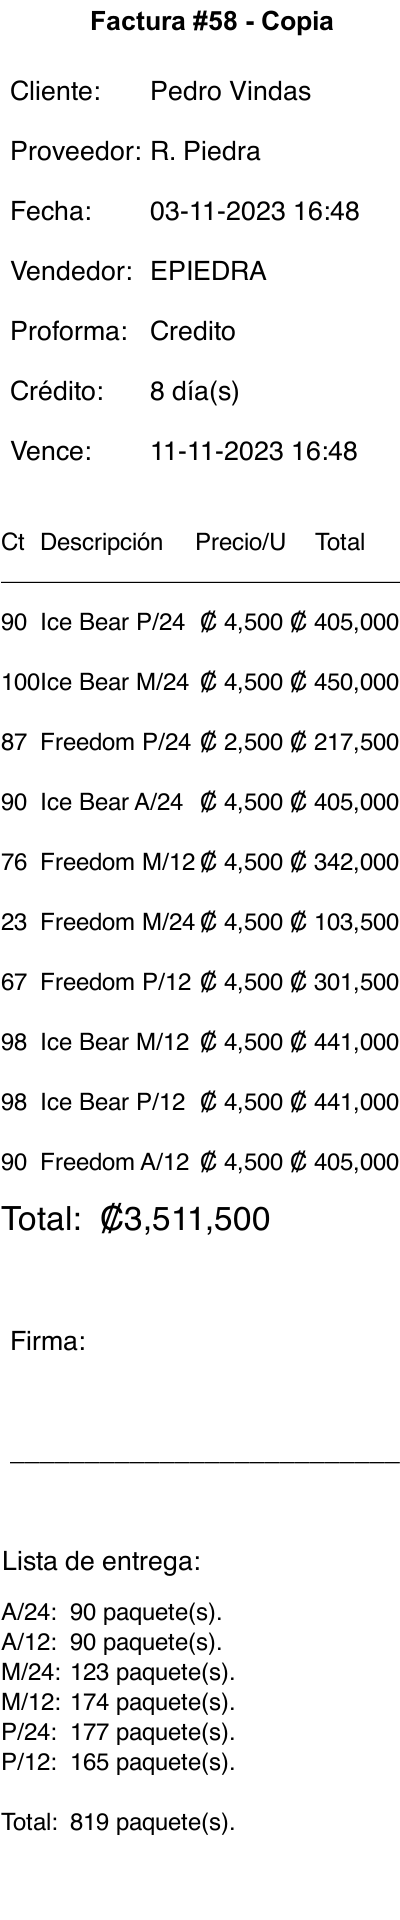 Factura #58 - Copia
Cliente: Pedro Vindas
Proveedor: R. Piedra
Fecha: 03-11-2023 16:48
Vendedor: EPIEDRA
Proforma: Credito
Crédito: 8 día(s)
Vence: 11-11-2023 16:48
Ct Descripción Precio/U Total
90 Ice Bear P/24 ₡ 4,500 ₡ 405,000
100Ice Bear M/24 ₡ 4,500 ₡ 450,000
87 Freedom P/24 ₡ 2,500 ₡ 217,500
90 Ice Bear A/24 ₡ 4,500 ₡ 405,000
76 Freedom M/12 ₡ 4,500 ₡ 342,000
23 Freedom M/24 ₡ 4,500 ₡ 103,500
67 Freedom P/12 ₡ 4,500 ₡ 301,500
98 Ice Bear M/12 ₡ 4,500 ₡ 441,000
98 Ice Bear P/12 ₡ 4,500 ₡ 441,000
90 Freedom A/12 ₡ 4,500 ₡ 405,000
Total: ₡3,511,500
Firma:
Lista de entrega:
A/24: 90 paquete(s).
A/12: 90 paquete(s).
M/24: 123 paquete(s).
M/12: 174 paquete(s).
P/24: 177 paquete(s).
P/12: 165 paquete(s).
Total: 819 paquete(s).